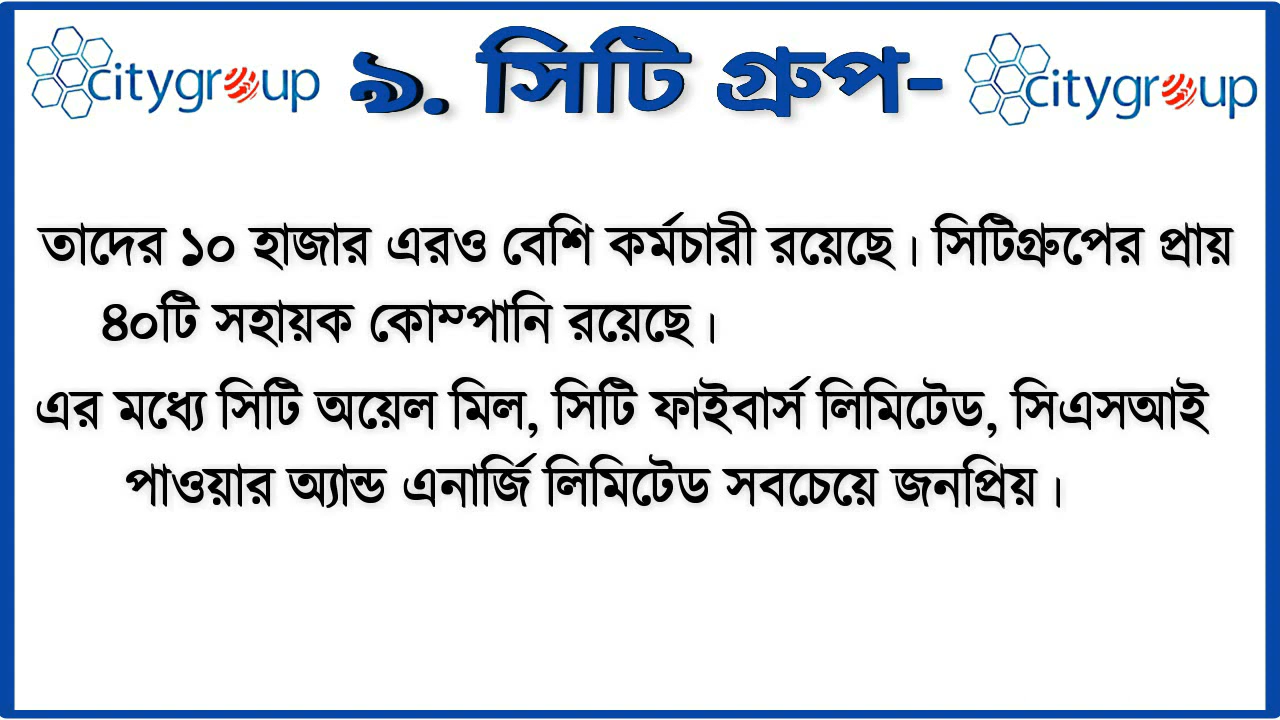 citygroup ৯. সিটি গ্রুপ- citygroup
তাদের ১০ হাজার এরও বেশি কর্মচারী রয়েছে। সিটিগ্রুপের প্রায়
৪০টি সহায়ক কোম্পানি রয়েছে।
এর মধ্যে সিটি অয়েল মিল, সিটি ফাইবার্স লিমিটেড, সিএসআই
পাওয়ার অ্যান্ড এনার্জি লিমিটেড সবচেয়ে জনপ্রিয়।